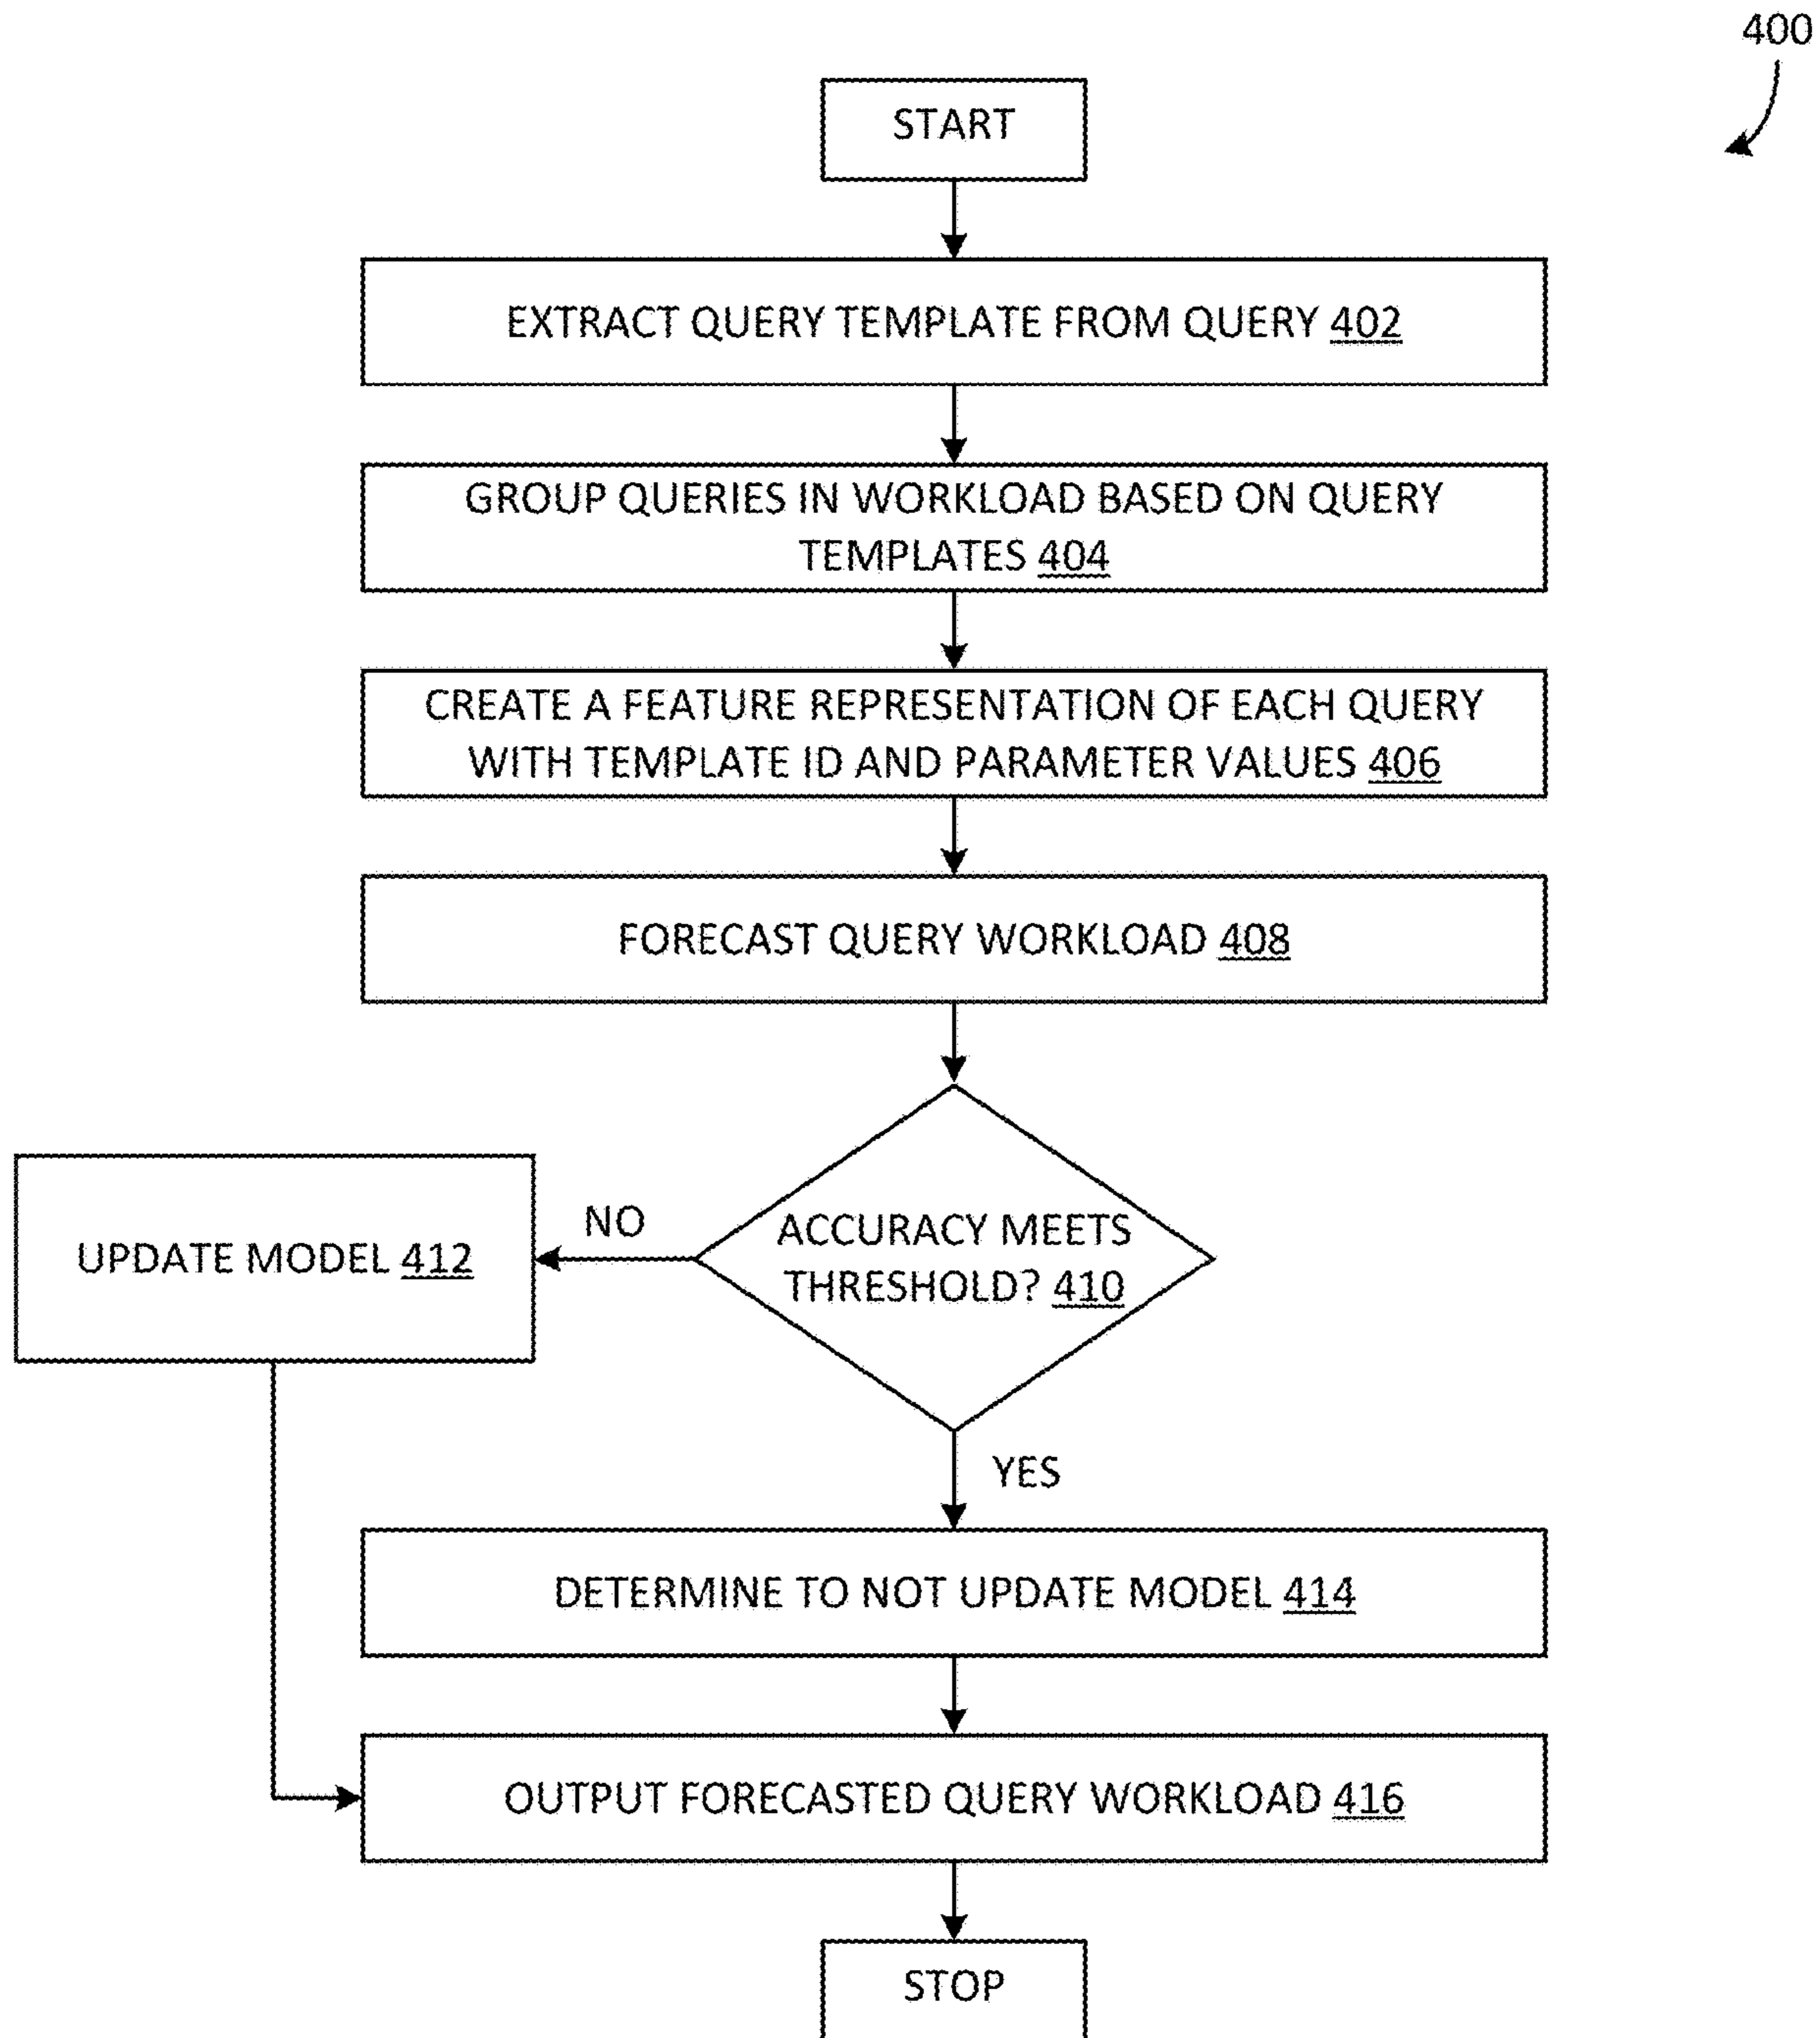 400
START
EXTRACT QUERY TEMPLATE FROM QUERY 402
GROUP QUERIES IN WORKLOAD BASED ON QUERY
TEMPLATES 404
CREATE A FEATURE REPRESENTATION OF EACH QUERY
WITH TEMPLATE ID AND PARAMETER VALUES 406
FORECAST QUERY WORKLOAD 408
ACCURACY MEETS
THRESHOLD? 410
NO
UPDATE MODEL 412
YES
DETERMINE TO NOT UPDATE MODEL 414
OUTPUT FORECASTED QUERY WORKLOAD 416
STOP